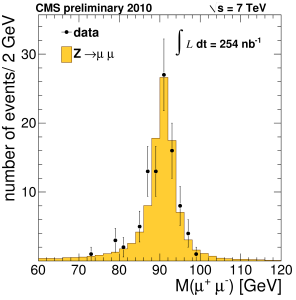 CMS preliminary 2010 √s = 7 TeV
data
∫ L dt = 254 nb⁻¹
Z → μ μ
number of events/ 2 GeV
30
20
10
60 70 80 90 100 110 120
M(μ⁺ μ⁻) [GeV]